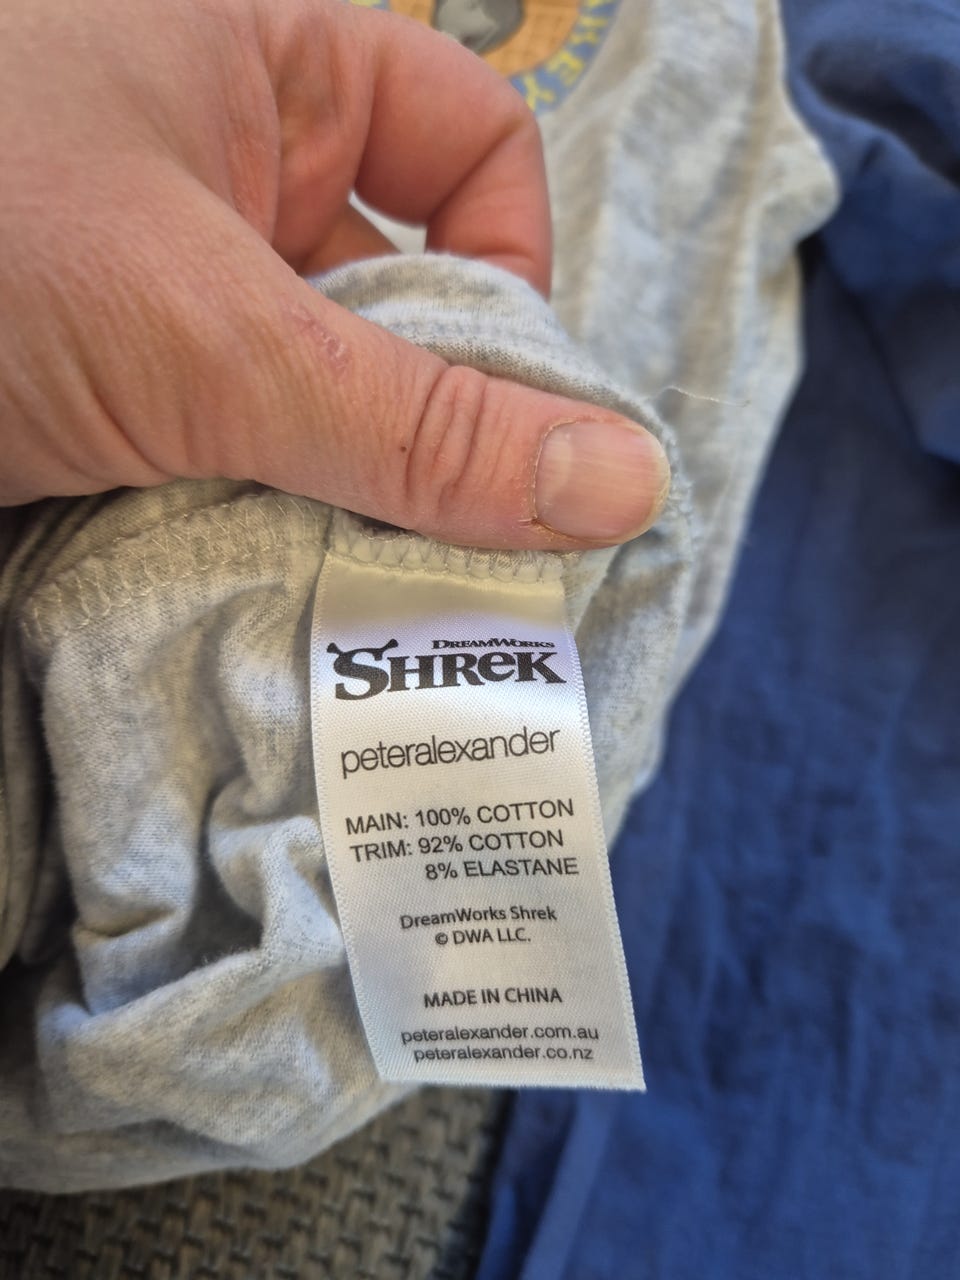 KEY
DREAMWORKS
SHREK
peteralexander
MAIN: 100% COTTON
TRIM: 92% COTTON
8% ELASTANE
DreamWorks Shrek
© DWA LLC.
MADE IN CHINA
peteralexander.com.au
peteralexander.co.nz